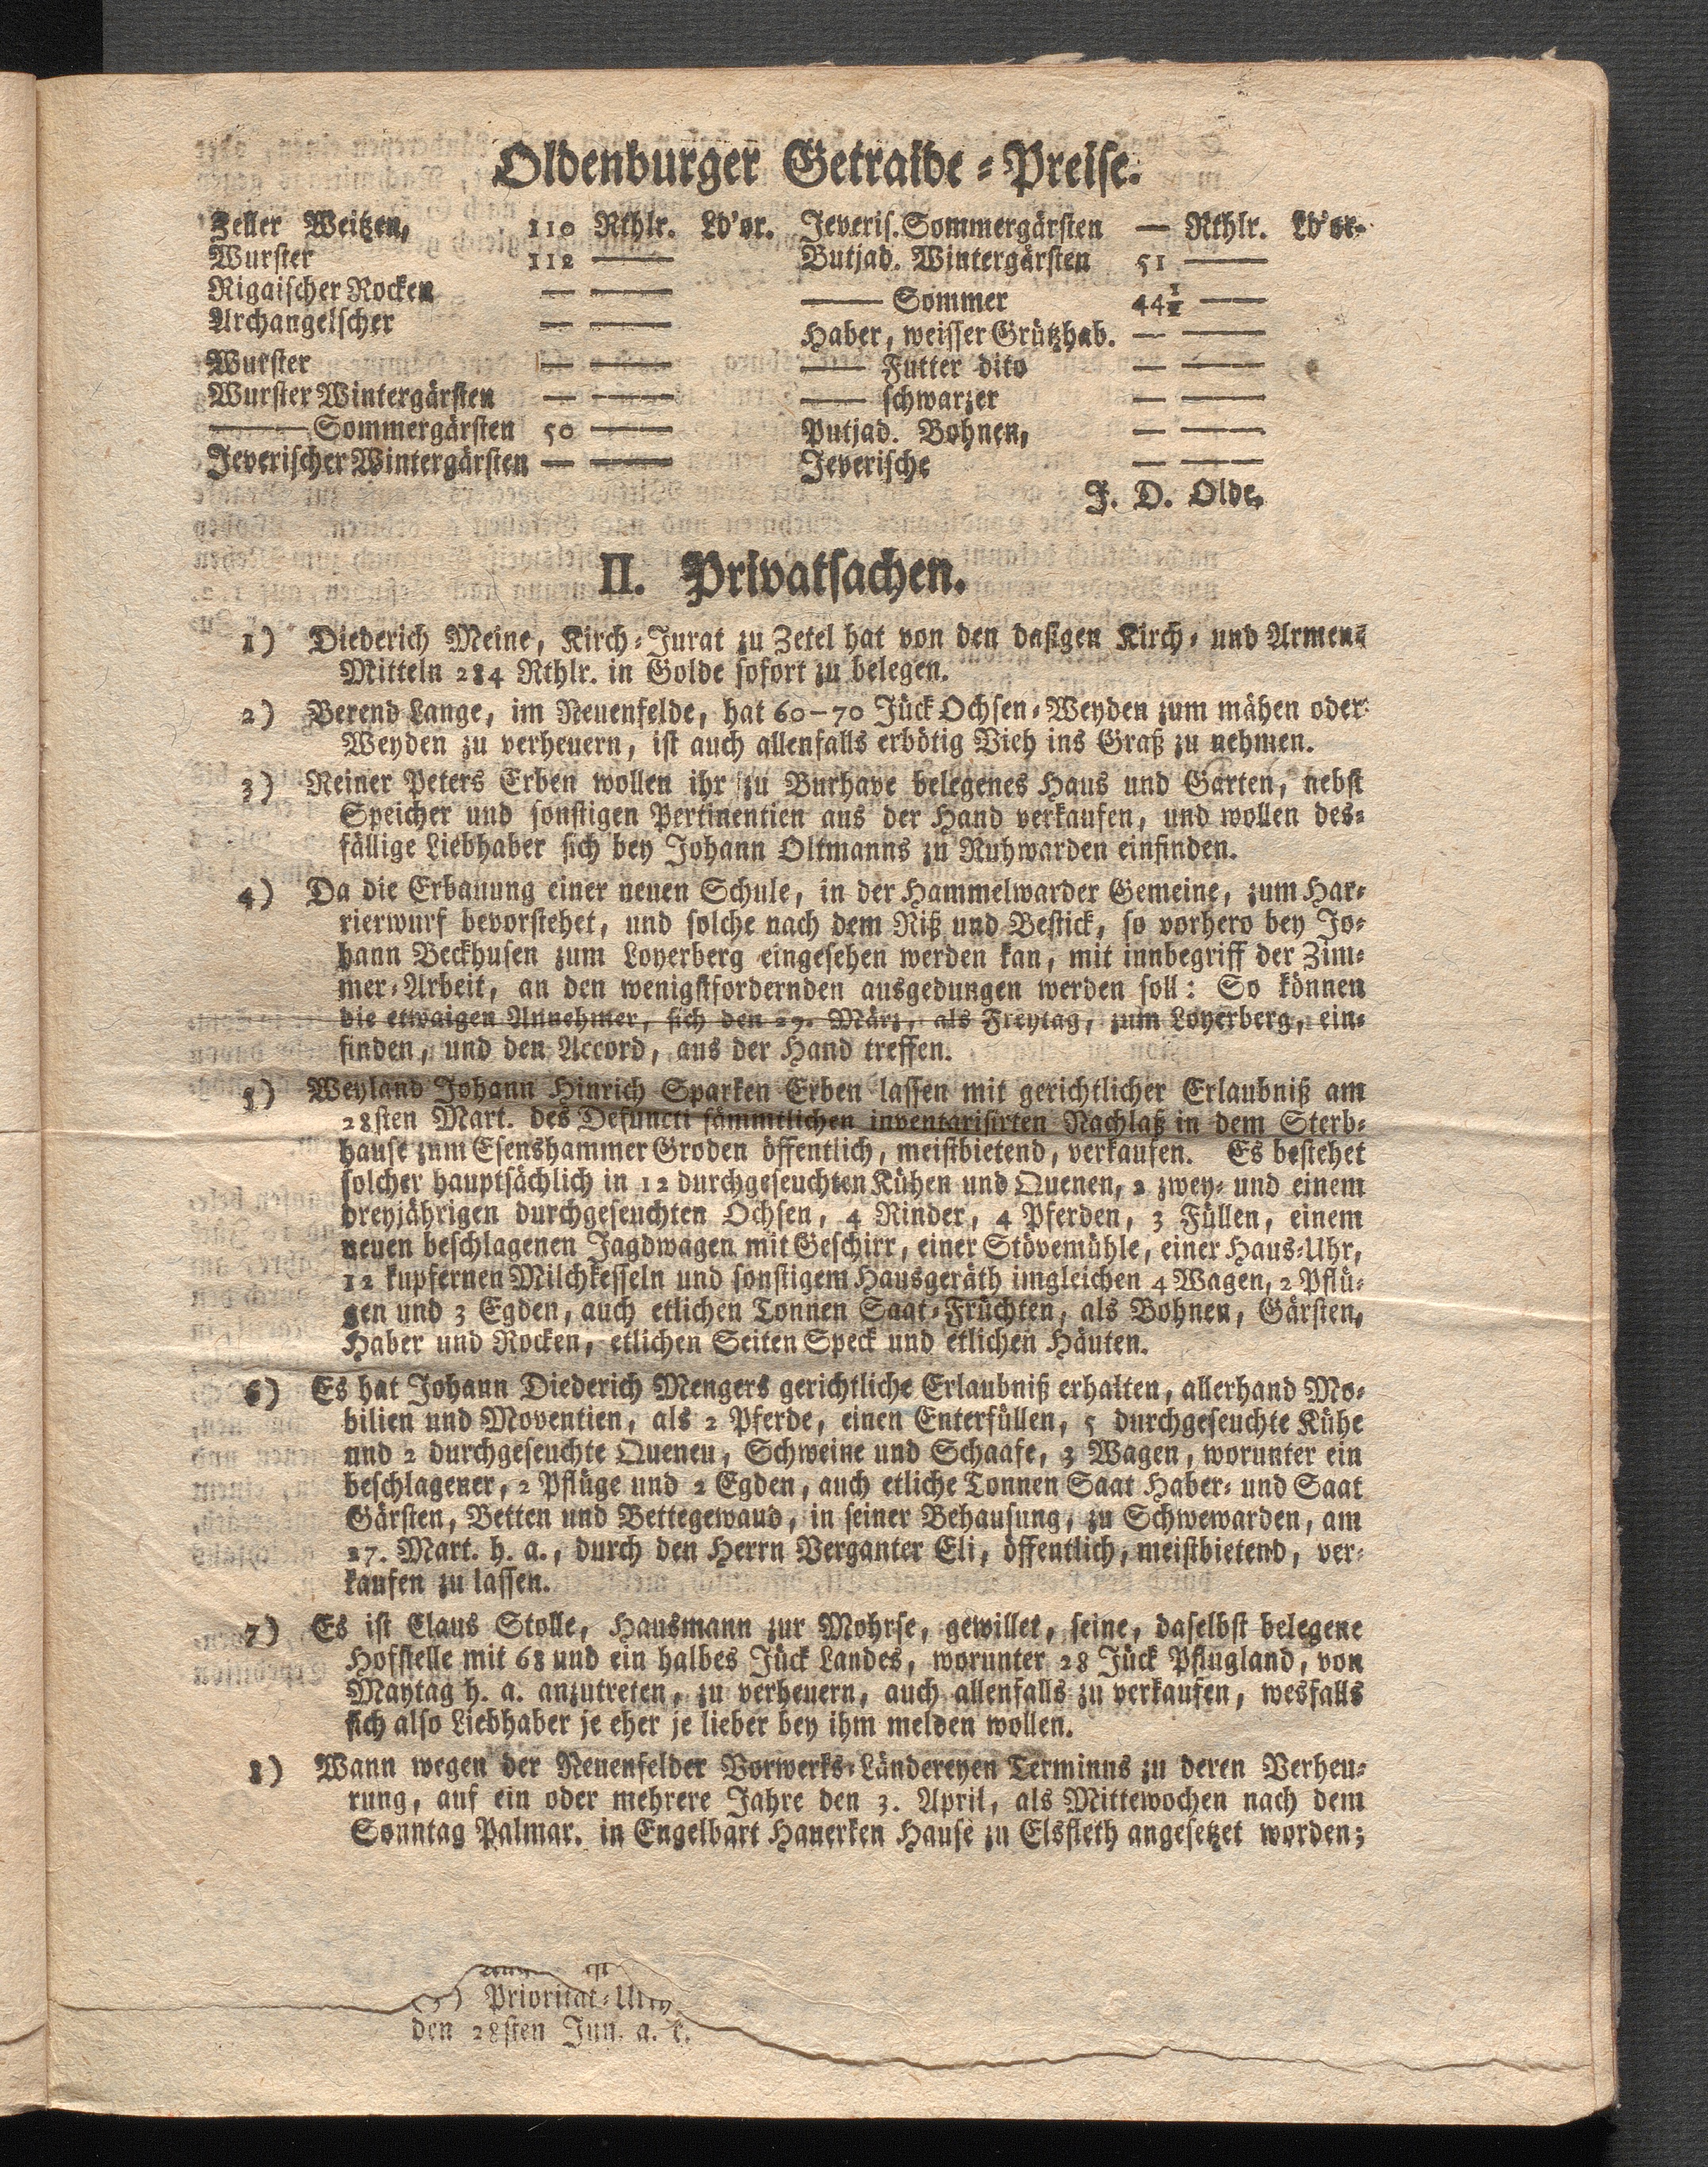 Oldenburger Getraide-Preise.
Zeller Weitzen, 110 Rthlr. Ld'or. Jeveris. Sommergärsten — Rthlr. Ld'or.
Wurster 112 —— Butjad. Wintergärsten 51 ——
Rigaischer Rocken — —— —— Sommer 44½ ——
Archangelscher — —— Haber, weisser Grützhab. — ——
Wurster — —— —— Futter dito — ——
Wurster Wintergärsten — —— —— schwarzer — ——
—— Sommergärsten 50 —— Putjad. Bohnen, — ——
Jeverischer Wintergärsten — —— Jeverische — ——
J. D. Olde.
II. Privatsachen.
1) Diederich Meine, Kirch-Jurat zu Zetel hat von den dasigen Kirch- und Armen-
Mitteln 284 Rthlr. in Golde sofort zu belegen.
2) Berend Lange, im Neuenfelde, hat 60-70 Jück Ochsen-Weyden zum mähen oder
Weyden zu verheuern, ist auch allenfalls erbötig Vieh ins Graß zu nehmen.
3) Reiner Peters Erben wollen ihr zu Burhave belegenes Haus und Garten, nebst
Speicher und sonstigen Pertinentien aus der Hand verkaufen, und wollen des-
fällige Liebhaber sich bey Johann Oltmanns zu Ruhwarden einfinden.
4) Da die Erbauung einer neuen Schule, in der Hammelwarder Gemeine, zum Har-
rierwurf bevorstehet, und solche nach dem Riß und Bestick, so vorhero bey Jo-
hann Beckhusen zum Loyerberg eingesehen werden kan, mit innbegriff der Zim-
mer-Arbeit, an den wenigstfordernden ausgedungen werden soll: So können
die etwaigen Annehmer, sich den 29. März, als Freytag, zum Loyerberg, ein-
finden, und den Accord, aus der Hand treffen.
5) Weyland Johann Hinrich Sparken Erben lassen mit gerichtlicher Erlaubniß am
28sten Mart. des Defuncti sämmtlichen inventarisirten Nachlaß in dem Sterb-
hause zum Esenshammer Groden öffentlich, meistbietend, verkaufen. Es bestehet
solcher hauptsächlich in 12 durchgeseuchten Kühen und Quenen, 2 zwey- und einem
dreyjährigen durchgeseuchten Ochsen, 4 Rinder, 4 Pferden, 3 Füllen, einem
neuen beschlagenen Jagdwagen mit Geschirr, einer Stövemühle, einer Haus-Uhr,
12 kupfernen Milchkesseln und sonstigem Hausgeräth imgleichen 4 Wagen, 2 Pflü-
gen und 3 Egden, auch etlichen Tonnen Saat-Früchten, als Bohnen, Gärsten,
Haber und Rocken, etlichen Seiten Speck und etlichen Häuten.
6) Es hat Johann Diederich Mengers gerichtliche Erlaubniß erhalten, allerhand Mo-
bilien und Moventien, als 2 Pferde, einen Enterfüllen, 5 durchgeseuchte Kühe
und 2 durchgeseuchte Queneu, Schweine und Schaafe, 3 Wagen, worunter ein
beschlagener, 2 Pflüge und 2 Egden, auch etliche Tonnen Saat Haber- und Saat
Gärsten, Betten und Bettegewand, in seiner Behausung, zu Schwewarden, am
27. Mart. h. a., durch den Herrn Verganter Eli, öffentlich, meistbietend, ver-
kaufen zu lassen.
7) Es ist Claus Stolle, Hausmann zur Mohrse, gewillet, seine, daselbst belegene
Hofstelle mit 68 und ein halbes Jück Landes, worunter 28 Jück Pflugland, von
Maytag h. a. anzutreten, zu verheuern, auch allenfalls zu verkaufen, wesfalls
sich also Liebhaber je eher je lieber bey ihm melden wollen.
8) Wann wegen der Neuenfelder Vorwerks-Ländereyen Terminus zu deren Verheu-
rung, auf ein oder mehrere Jahre den 3. April, als Mittewochen nach dem
Sonntag Palmar. in Engelbart Hauerken Hause zu Elsfleth angesetzet worden;
Prioritat-
den 28sten Jun. a. c.